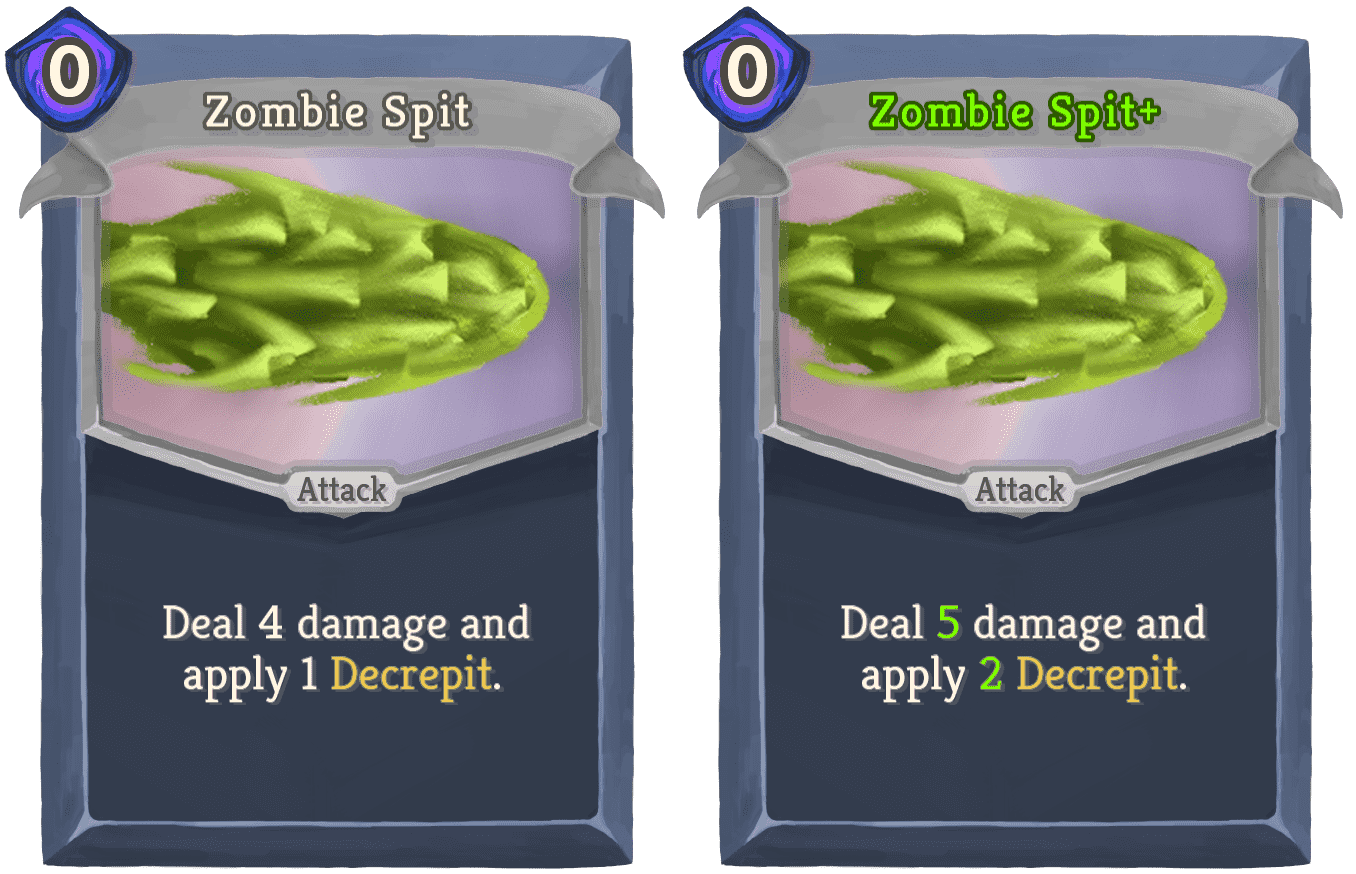 0
Zombie Spit
Attack
Deal 4 damage and
apply 1 Decrepit.
0
Zombie Spit+
Attack
Deal 5 damage and
apply 2 Decrepit.